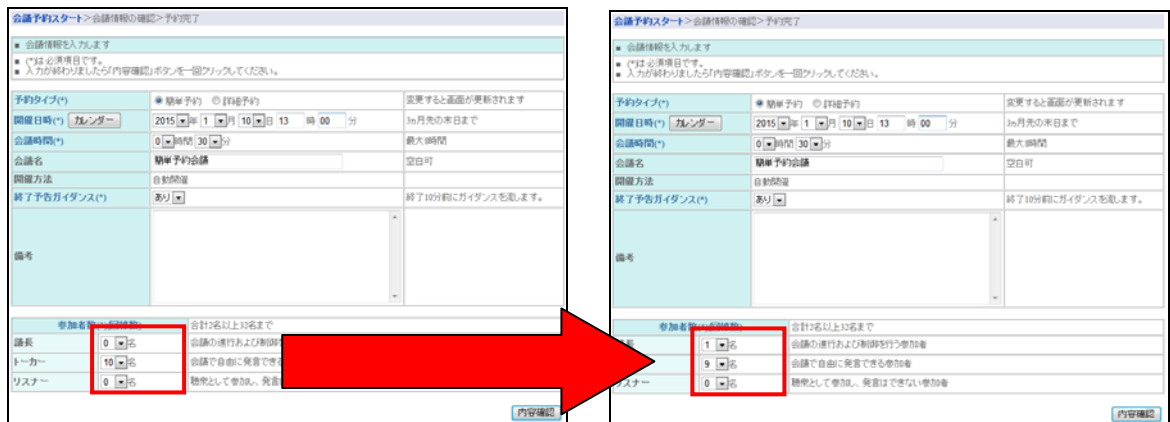 会議予約スタート>会議情報の確認>予約完了
■ 会議情報を入力します
■ (*)は必須項目です。
■ 入力が終わりましたら「内容確認」ボタンを一回クリックしてください。
予約タイプ(*) 簡単予約 詳細予約 変更すると画面が更新されます
開催日時(*) カレンダー 2015年 1 月 10 日 13 時 00 分 3ヵ月先の末日まで
会議時間(*) 0 時間 30 分 最大8時間
会議名 簡単予約会議 空白可
開催方法 自動開催
終了予告ガイダンス(*) あり 終了10分前にガイダンスを流します。
備考
参加者 合計2名以上32名まで
議長 0 名 会議の進行および制御
トーカー 10 名 会議で自由に発言できる
リスナー 0 名 聴衆として参加し、発言
内容確認
会議予約スタート>会議情報の確認>予約完了
■ 会議情報を入力します
■ (*)は必須項目です。
■ 入力が終わりましたら「内容確認」ボタンを一回クリックしてください。
予約タイプ(*) 簡単予約 詳細予約 変更すると画面が更新されます
開催日時(*) カレンダー 2015年 1 月 10 日 13 時 00 分 3ヵ月先の末日まで
会議時間(*) 0 時間 30 分 最大8時間
会議名 簡単予約会議 空白可
開催方法 自動開催
終了予告ガイダンス(*) あり 終了10分前にガイダンスを流します。
備考
参加者 合計2名以上32名まで
長 1 名 会議の進行および制御を行う参加者
9 名 会議で自由に発言できる参加者
スナー 0 名 聴衆として参加し、発言はできない参加者
内容確認